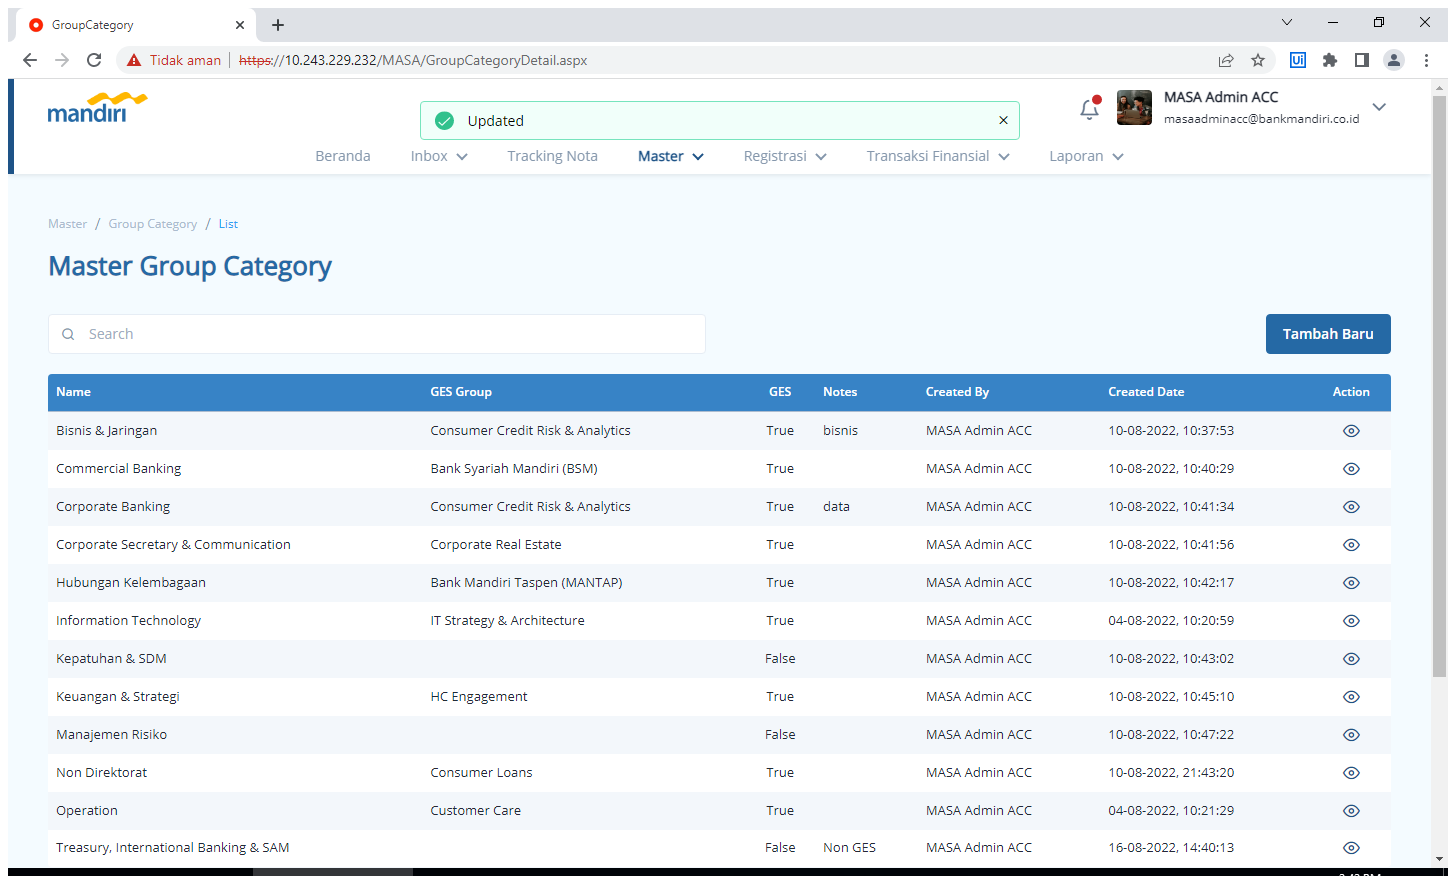 GroupCategory
Tidak aman https://10.243.229.232/MASA/GroupCategoryDetail.aspx
Ui
mandiri
Updated
MASA Admin ACC
masaadminacc@bankmandiri.co.id
Beranda Inbox Tracking Nota Master Registrasi Transaksi Finansial Laporan
Master / Group Category / List
Master Group Category
Search
Tambah Baru
Name GES Group GES Notes Created By Created Date Action
Bisnis & Jaringan Consumer Credit Risk & Analytics True bisnis MASA Admin ACC 10-08-2022, 10:37:53
Commercial Banking Bank Syariah Mandiri (BSM) True MASA Admin ACC 10-08-2022, 10:40:29
Corporate Banking Consumer Credit Risk & Analytics True data MASA Admin ACC 10-08-2022, 10:41:34
Corporate Secretary & Communication Corporate Real Estate True MASA Admin ACC 10-08-2022, 10:41:56
Hubungan Kelembagaan Bank Mandiri Taspen (MANTAP) True MASA Admin ACC 10-08-2022, 10:42:17
Information Technology IT Strategy & Architecture True MASA Admin ACC 04-08-2022, 10:20:59
Kepatuhan & SDM False MASA Admin ACC 10-08-2022, 10:43:02
Keuangan & Strategi HC Engagement True MASA Admin ACC 10-08-2022, 10:45:10
Manajemen Risiko False MASA Admin ACC 10-08-2022, 10:47:22
Non Direktorat Consumer Loans True MASA Admin ACC 10-08-2022, 21:43:20
Operation Customer Care True MASA Admin ACC 04-08-2022, 10:21:29
Treasury, International Banking & SAM False Non GES MASA Admin ACC 16-08-2022, 14:40:13